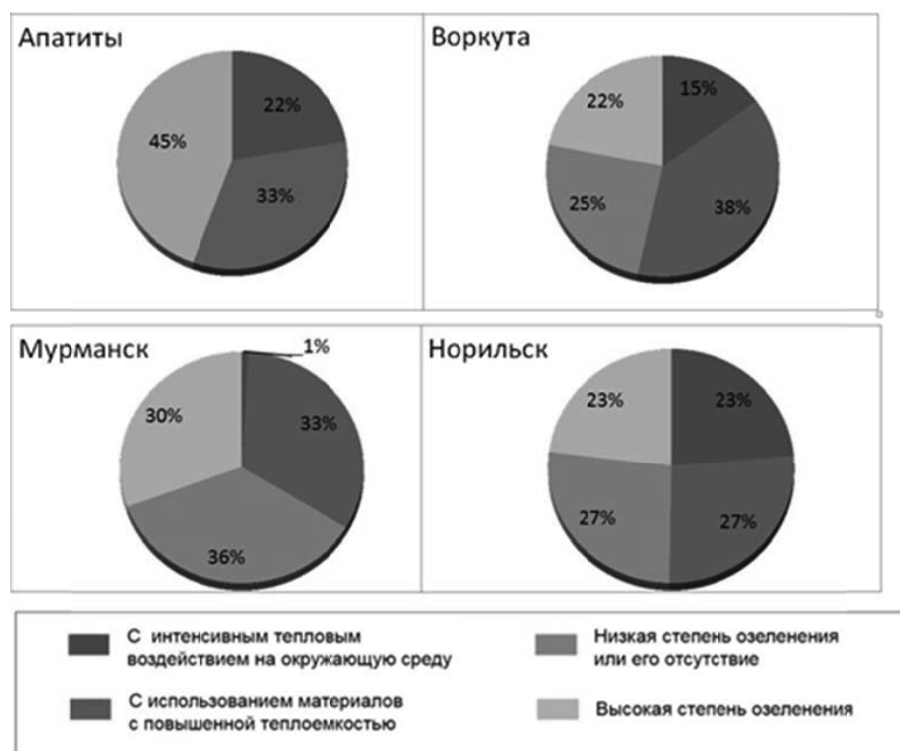 Апатиты
22%
45%
33%
Воркута
15%
22%
25%
38%
Мурманск
1%
30%
33%
36%
Норильск
23%
23%
27%
27%
С интенсивным тепловым
воздействием на окружающую среду
С использованием материалов
с повышенной теплоемкостью
Низкая степень озеленения
или его отсутствие
Высокая степень озеленения